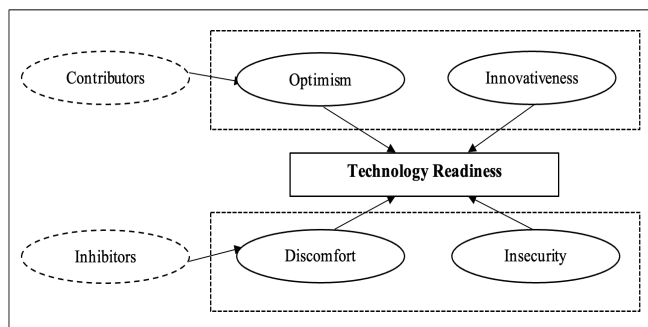 Contributors
Optimism
Innovativeness
Technology Readiness
Inhibitors
Discomfort
Insecurity